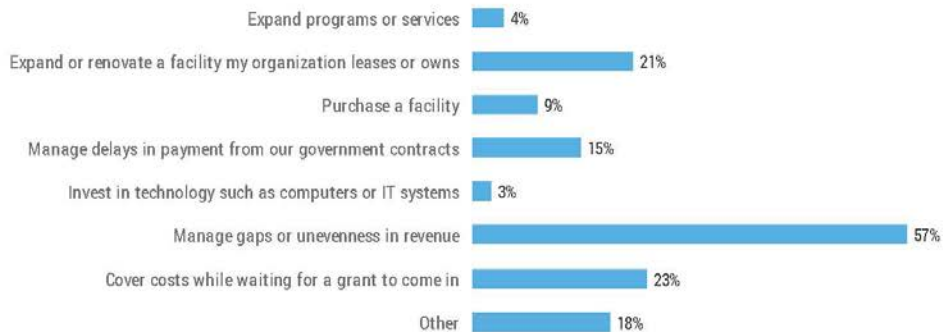 Expand programs or services 4%
Expand or renovate a facility my organization leases or owns 21%
Purchase a facility 9%
Manage delays in payment from our government contracts 15%
Invest in technology such as computers or IT systems 3%
Manage gaps or unevenness in revenue 57%
Cover costs while waiting for a grant to come in 23%
Other 18%